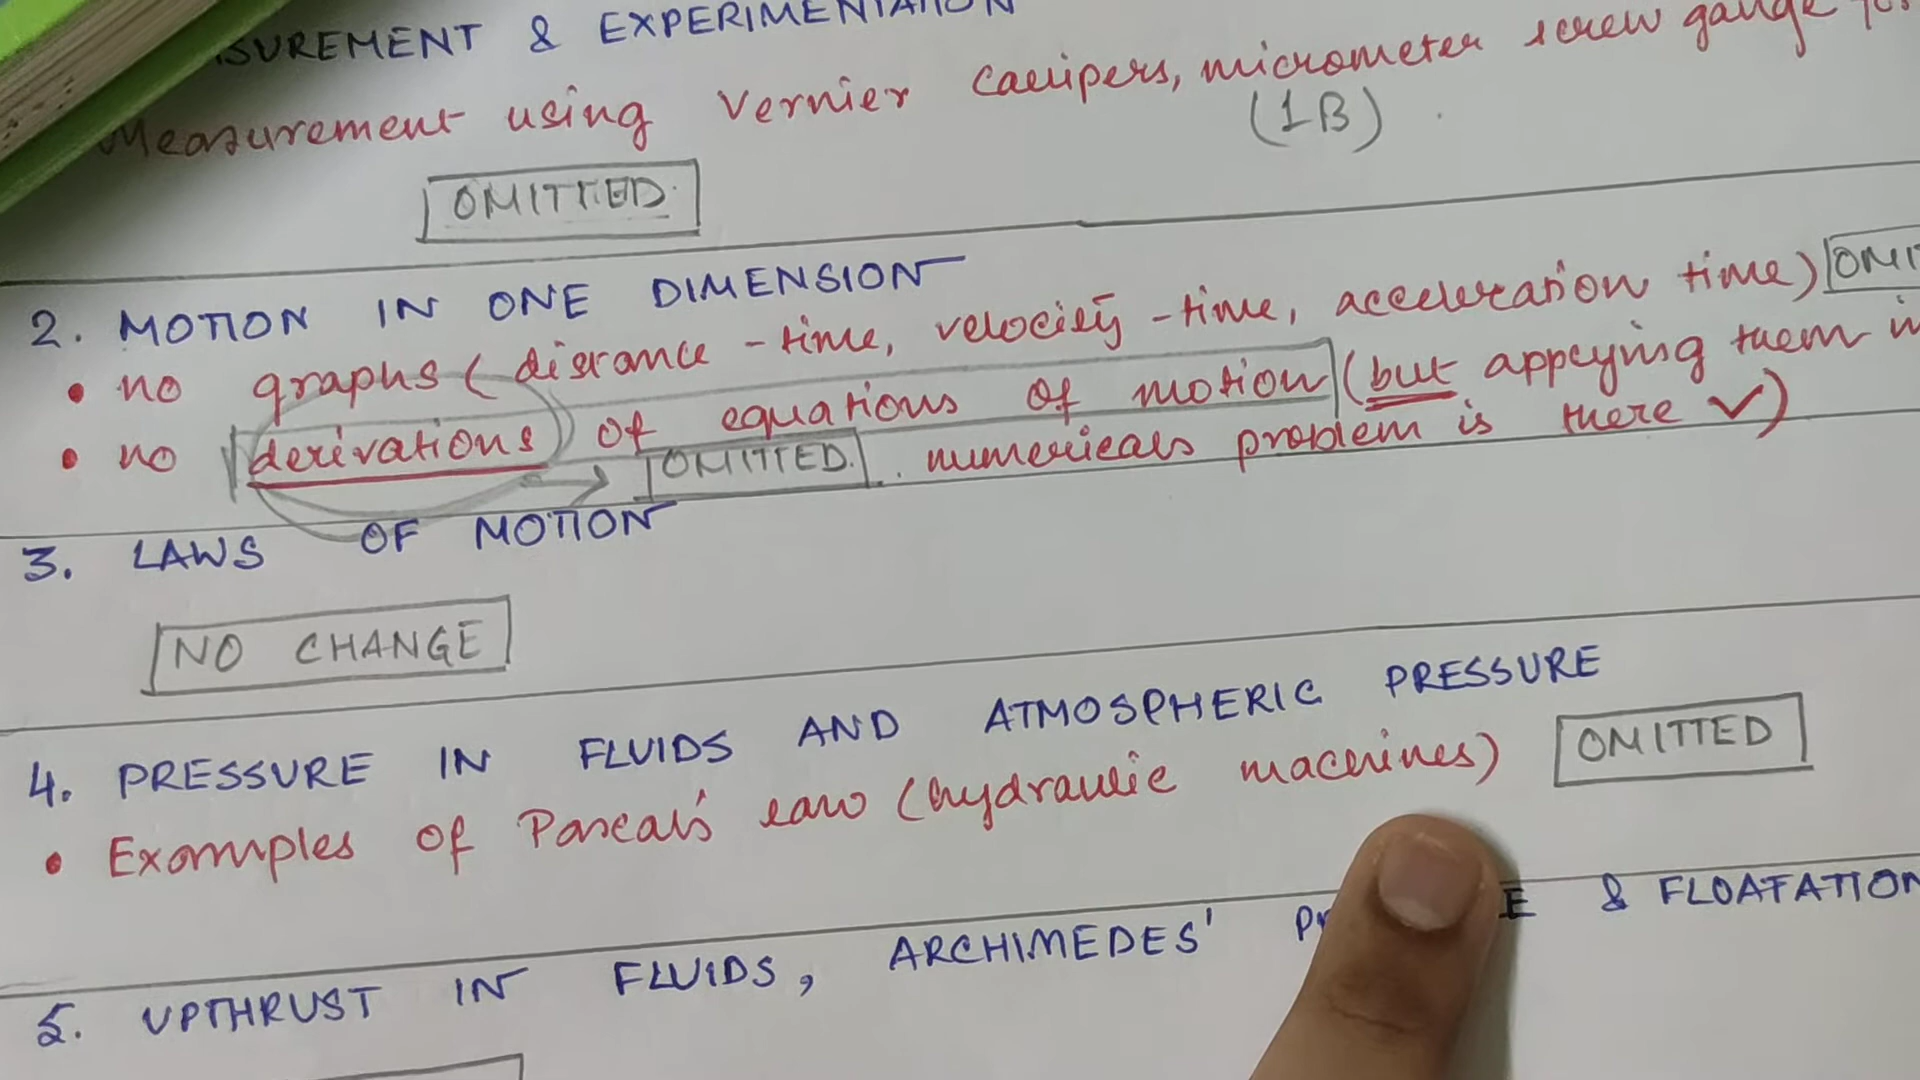 SUREMENT & EXPERIMENTATION
Measurement using Vernier Callipers, micrometer screw gauge for
(1B)
OMITTED
2. MOTION IN ONE DIMENSION
• no graphs (distance-time, velocity-time, acceleration time) OMIT
• no derivations of equations of motion (but applying them in
OMITTED. numericals problem is there ✓)
3. LAWS OF MOTION
NO CHANGE
4. PRESSURE IN FLUIDS AND ATMOSPHERIC PRESSURE
• Examples of Pascal's law (hydraulic machines) OMITTED
5. UPTHRUST IN FLUIDS, ARCHIMEDES' & FLOATATION